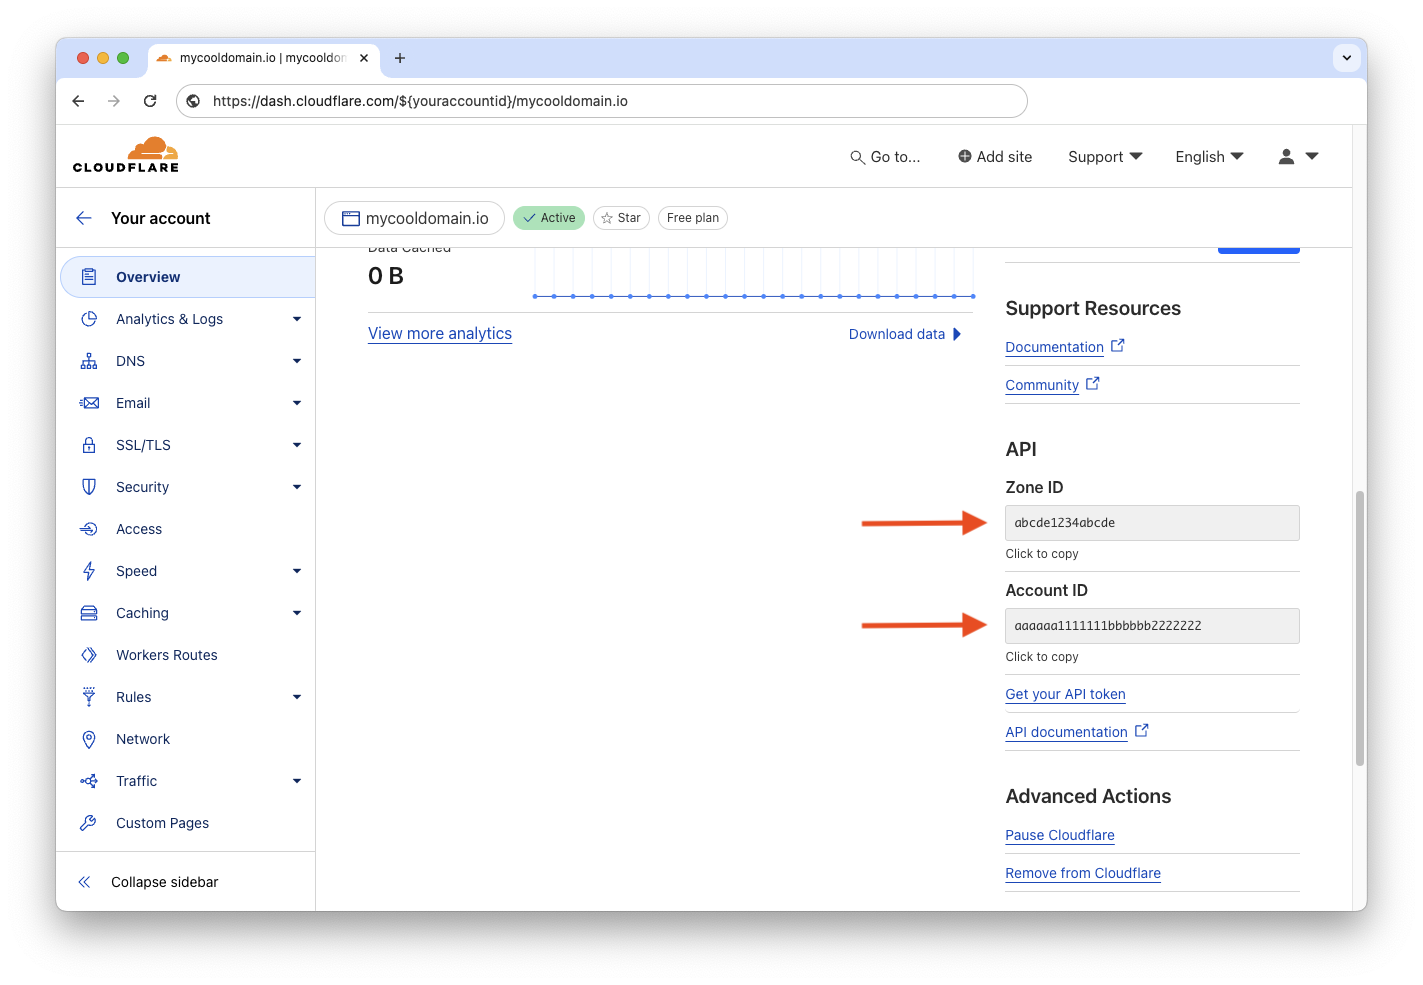 mycooldomain.io | mycooldon
https://dash.cloudflare.com/${youraccountid}/mycooldomain.io
CLOUDFLARE
Go to...
Add site
Support
English
Your account
mycooldomain.io
Active
Star
Free plan
Overview
Analytics & Logs
DNS
Email
SSL/TLS
Security
Access
Speed
Caching
Workers Routes
Rules
Network
Traffic
Custom Pages
Collapse sidebar
Data Cached
0 B
View more analytics
Download data
Support Resources
Documentation
Community
API
Zone ID
abcde1234abcde
Click to copy
Account ID
aaaaaa1111111bbbbbb2222222
Click to copy
Get your API token
API documentation
Advanced Actions
Pause Cloudflare
Remove from Cloudflare